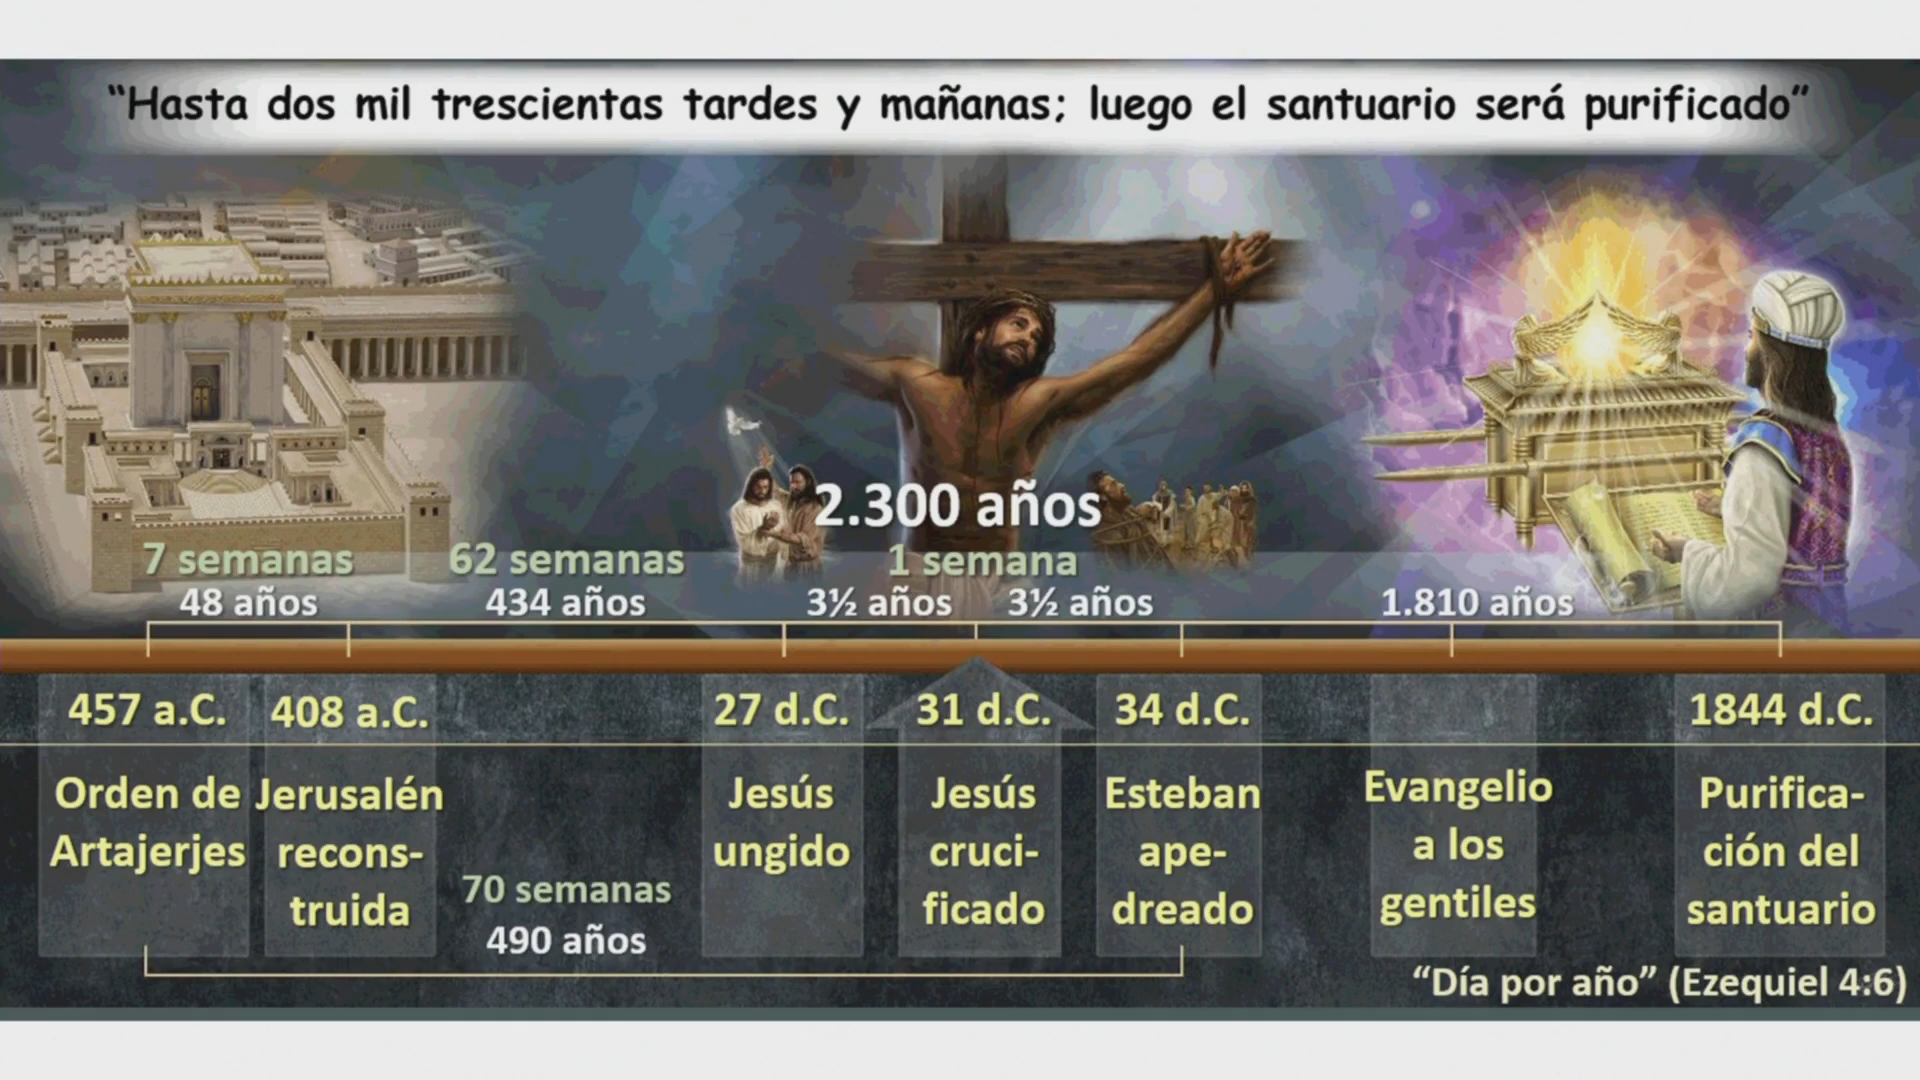 “Hasta dos mil trescientas tardes y mañanas; luego el santuario será purificado”
2.300 años
7 semanas
62 semanas
1 semana
48 años
434 años
3½ años
3½ años
1.810 años
457 a.C.
408 a.C.
27 d.C.
31 d.C.
34 d.C.
1844 d.C.
Orden de
Artajerjes
Jerusalén
recons-
truida
Jesús
ungido
Jesús
cruci-
ficado
Esteban
ape-
dreado
Evangelio
a los
gentiles
Purifica-
ción del
santuario
70 semanas
490 años
“Día por año” (Ezequiel 4:6)